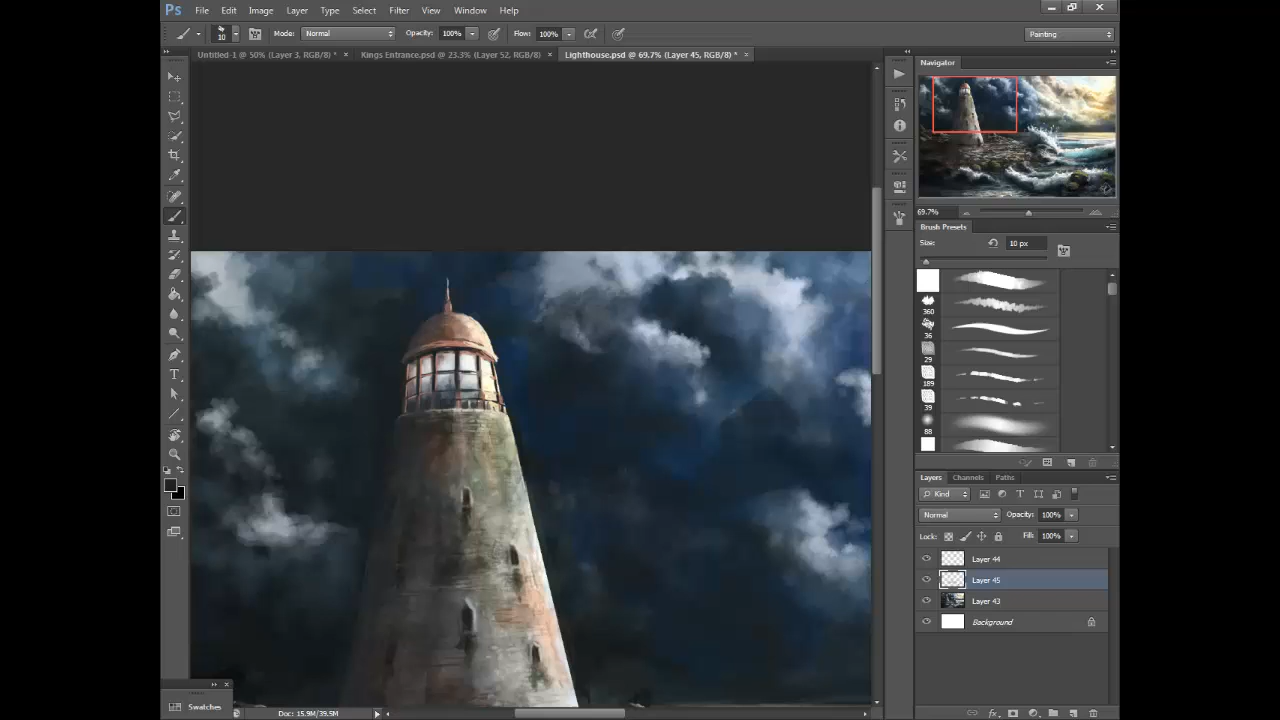 Ps File Edit Image Layer Type Select Filter View Window Help
10 Mode: Normal Opacity: 100% Flow: 100% Painting
Untitled-1 @ 50% (Layer 3, RGB/8) * × Kings Entrance.psd @ 23.3% (Layer 52, RGB/8) × Lighthouse.psd @ 69.7% (Layer 45, RGB/8) * ×
Navigator
69.7%
Brush Presets
Size: 10 px
360
36
29
189
39
88
Layers Channels Paths
Kind
Normal Opacity: 100%
Lock: Fill: 100%
Layer 44
Layer 45
Layer 43
Background
Swatches
Doc: 15.9M/39.5M